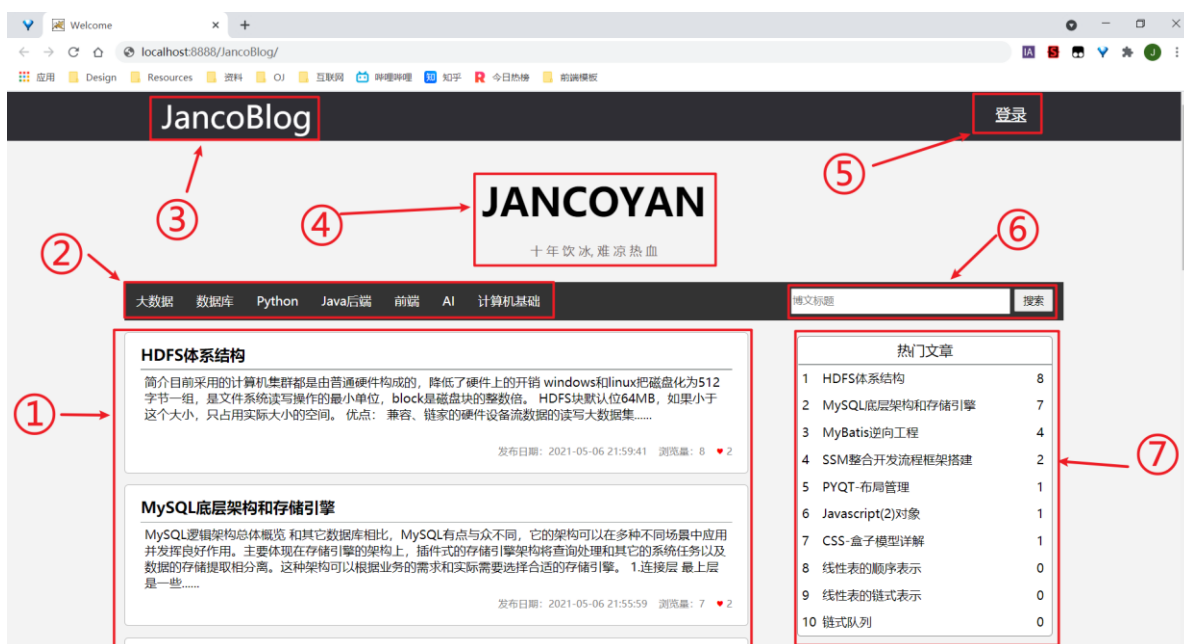 Welcome
localhost:8888/JancoBlog/
应用 Design Resources 资料 OJ 互联网 哔哩哔哩 知乎 今日热榜 前端模板
JancoBlog
登录
③
④
⑤
JANCOYAN
十年饮冰,难凉热血
②
⑥
大数据 数据库 Python Java后端 前端 AI 计算机基础
博文标题 搜索
①
HDFS体系结构
简介目前采用的计算机集群都是由普通硬件构成的，降低了硬件上的开销 windows和linux把磁盘化为512
字节一组，是文件系统读写操作的最小单位，block是磁盘块的整数倍。 HDFS块默认位64MB，如果小于
这个大小，只占用实际大小的空间。 优点： 兼容、链家的硬件设备流数据的读写大数据集......
发布日期：2021-05-06 21:59:41 浏览量：8 ♥2
MySQL底层架构和存储引擎
MySQL逻辑架构总体概览 和其它数据库相比，MySQL有点与众不同，它的架构可以在多种不同场景中应用
并发挥良好作用。主要体现在存储引擎的架构上，插件式的存储引擎架构将查询处理和其它的系统任务以及
数据的存储提取相分离。这种架构可以根据业务的需求和实际需要选择合适的存储引擎。 1.连接层 最上层
是一些......
发布日期：2021-05-06 21:55:59 浏览量：7 ♥2
⑦
热门文章
1 HDFS体系结构 8
2 MySQL底层架构和存储引擎 7
3 MyBatis逆向工程 4
4 SSM整合开发流程框架搭建 2
5 PYQT-布局管理 1
6 Javascript(2)对象 1
7 CSS-盒子模型详解 1
8 线性表的顺序表示 0
9 线性表的链式表示 0
10 链式队列 0